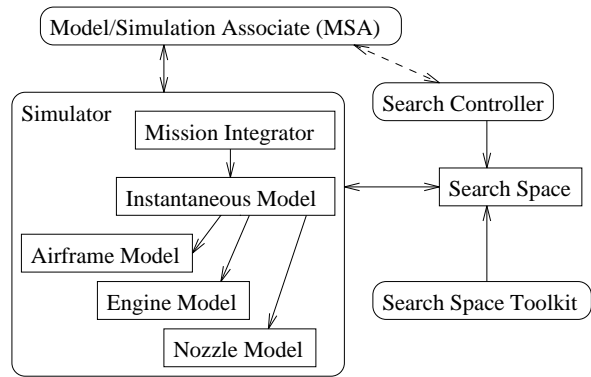 Model/Simulation Associate (MSA)
Search Controller
Simulator
Mission Integrator
Instantaneous Model
Search Space
Airframe Model
Engine Model
Search Space Toolkit
Nozzle Model